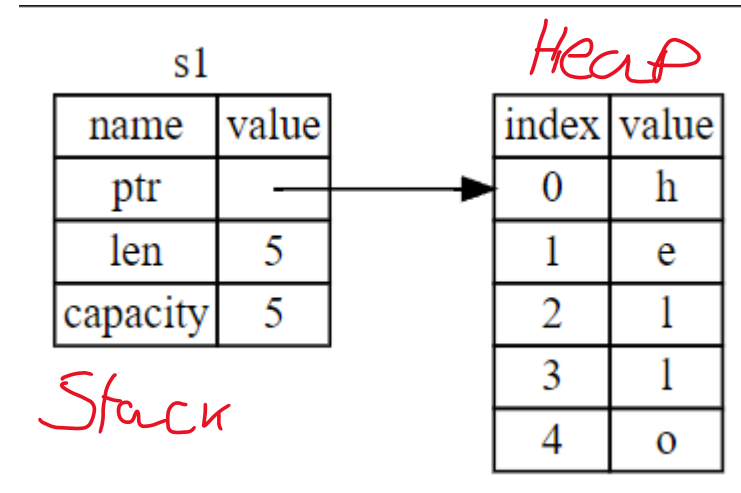 s1
Heap
name value
ptr
len 5
capacity 5
index value
0 h
1 e
2 l
3 l
4 o
Stack